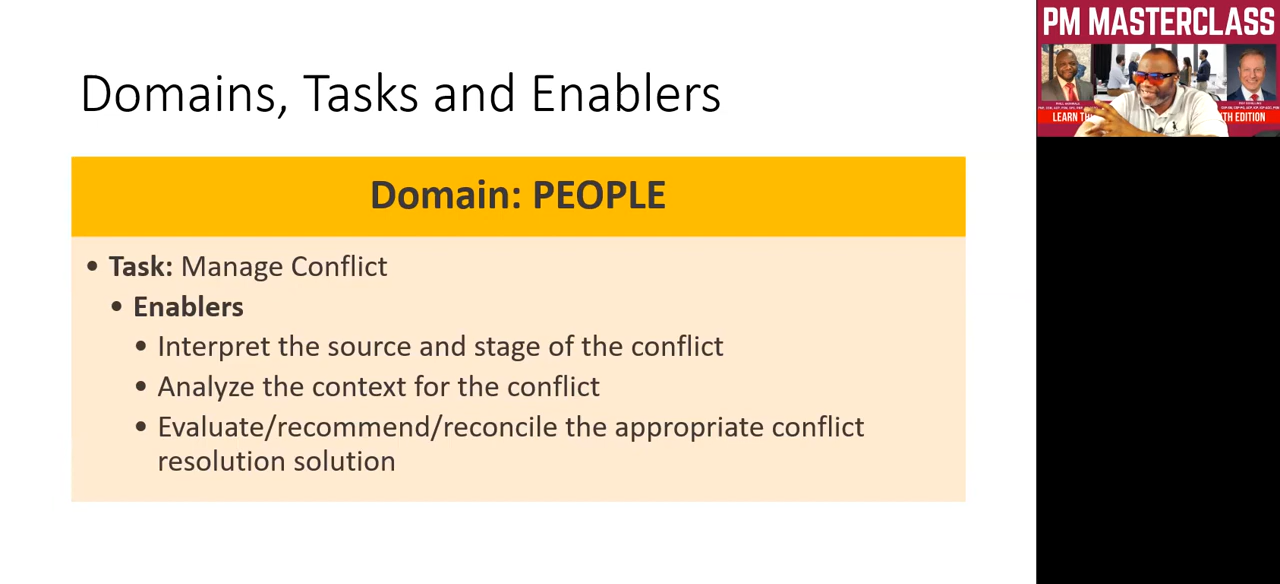 Domains, Tasks and Enablers
Domain: PEOPLE
• Task: Manage Conflict
• Enablers
• Interpret the source and stage of the conflict
• Analyze the context for the conflict
• Evaluate/recommend/reconcile the appropriate conflict
resolution solution
PM MASTERCLASS
LEARN TH TH EDITION